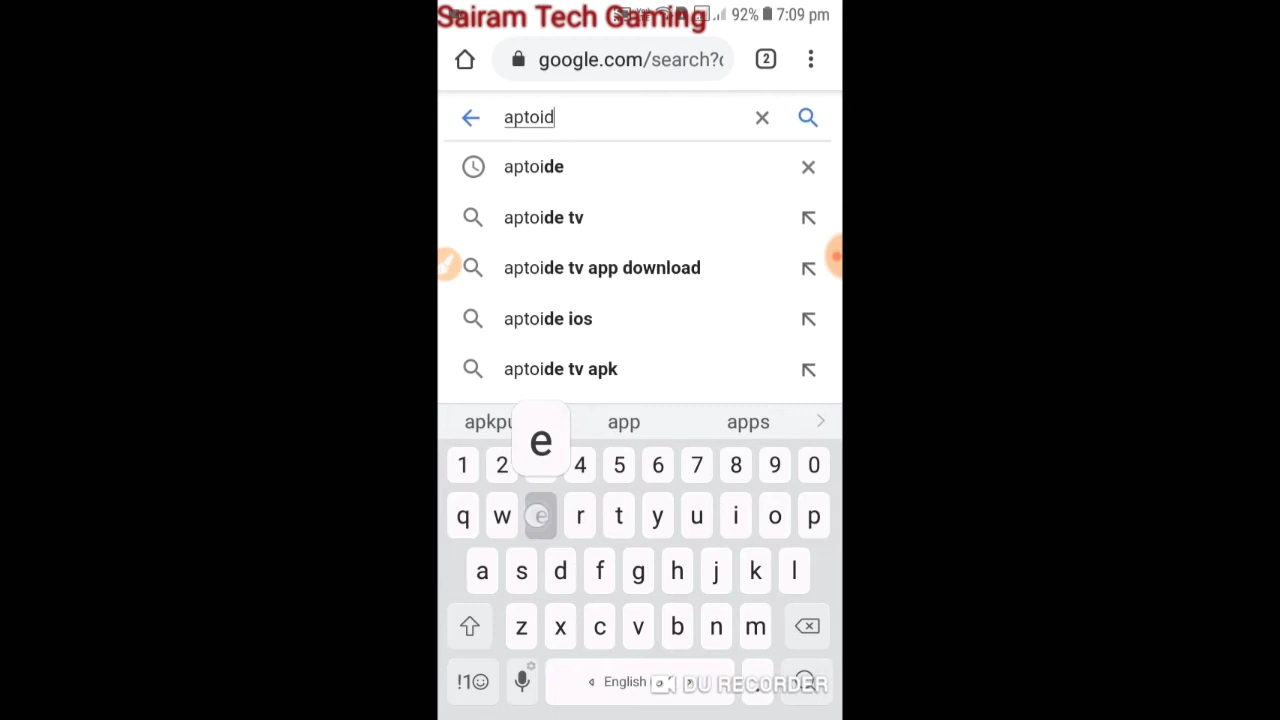 Sairam Tech Gaming
92% 7:09 pm
google.com/search?
2
aptoid
aptoide
aptoide tv
aptoide tv app download
aptoide ios
aptoide tv apk
apkpu app apps
e
1 2 4 5 6 7 8 9 0
q w e r t y u i o p
a s d f g h j k l
z x c v b n m
!1 English .
DU RECORDER